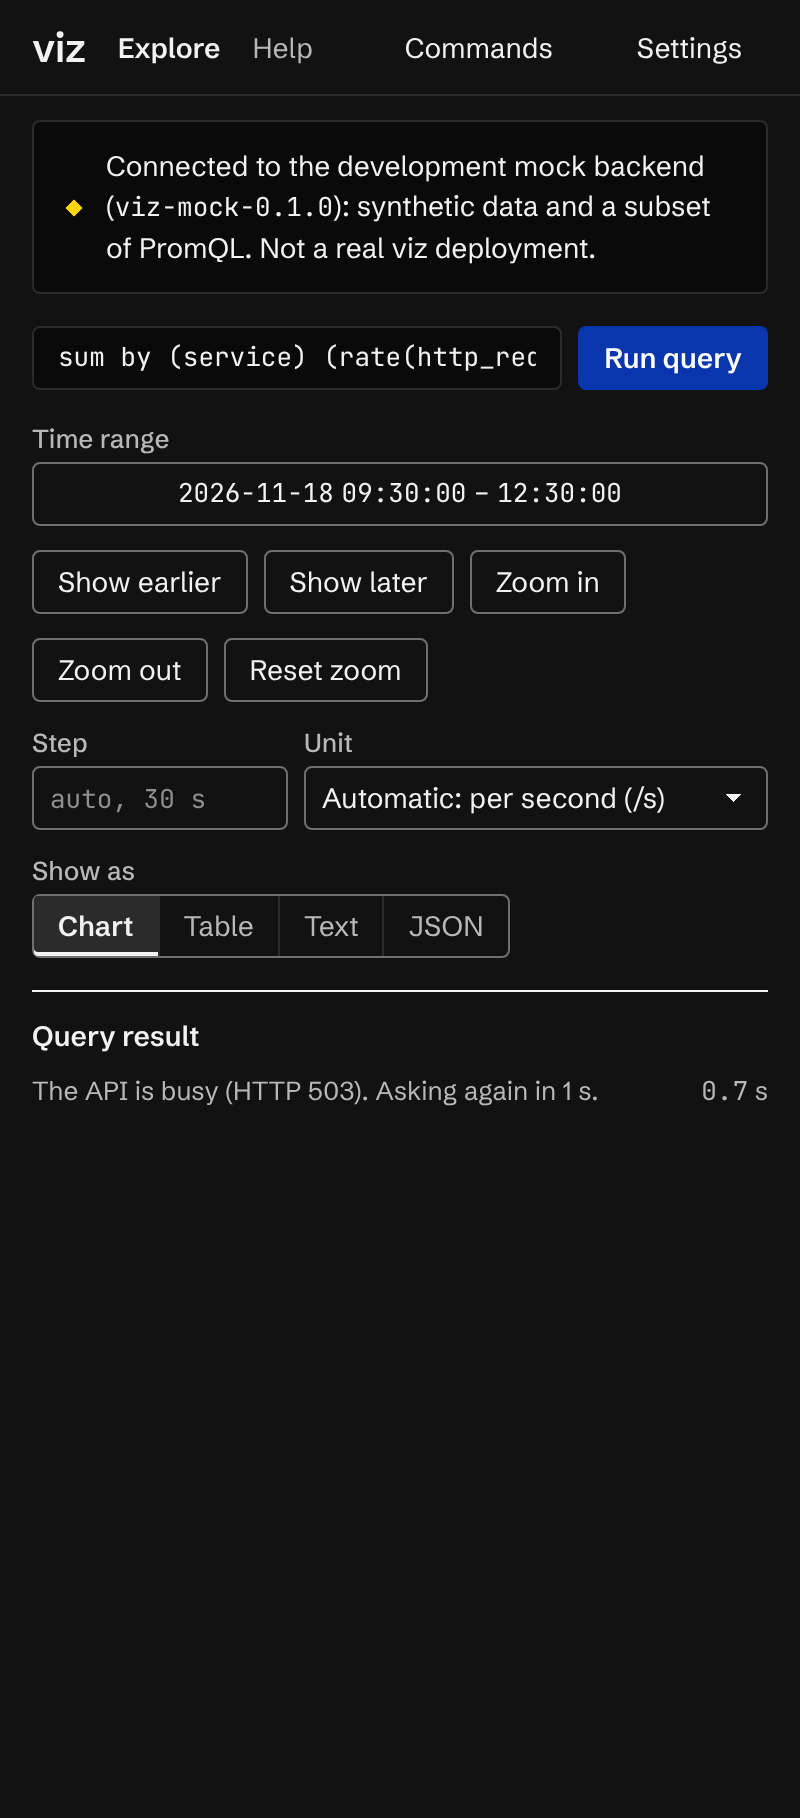 viz Explore Help Commands Settings
Connected to the development mock backend
(viz-mock-0.1.0): synthetic data and a subset
of PromQL. Not a real viz deployment.
sum by (service) (rate(http_rec Run query
Time range
2026-11-18 09:30:00 – 12:30:00
Show earlier Show later Zoom in
Zoom out Reset zoom
Step Unit
auto, 30 s Automatic: per second (/s)
Show as
Chart Table Text JSON
Query result
The API is busy (HTTP 503). Asking again in 1 s. 0.7 s